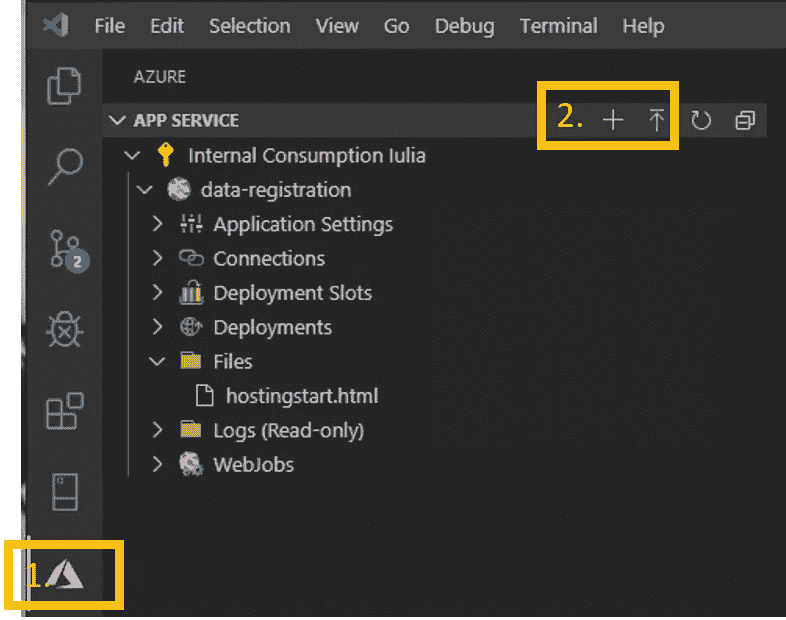 File Edit Selection View Go Debug Terminal Help
AZURE
APP SERVICE
2.
Internal Consumption Iulia
data-registration
Application Settings
Connections
2
Deployment Slots
Deployments
Files
hostingstart.html
Logs (Read-only)
WebJobs
1.